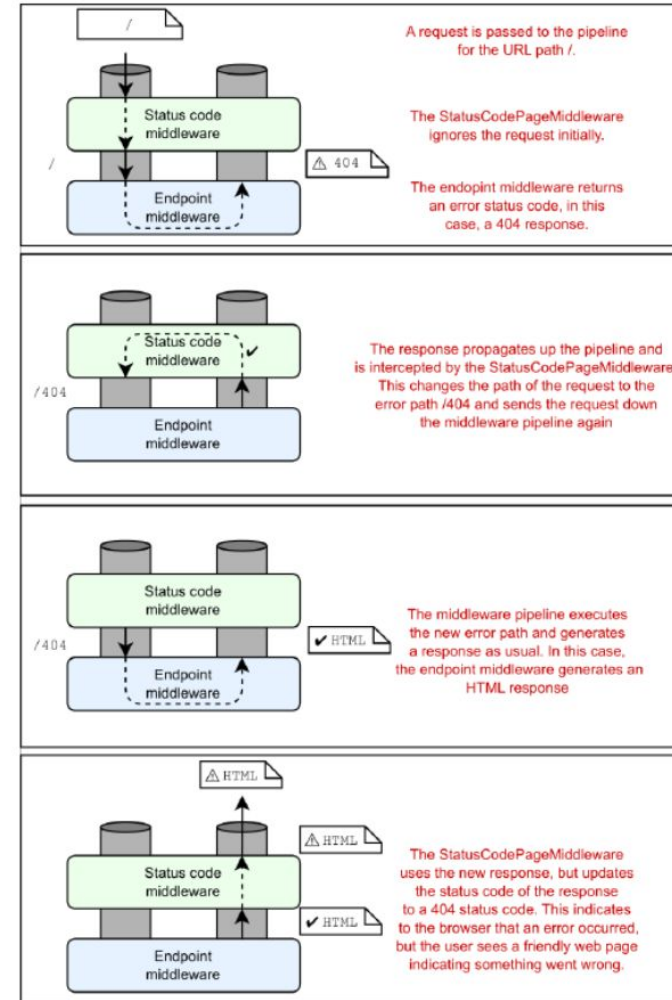 /
A request is passed to the pipeline
for the URL path /.
Status code
middleware
The StatusCodePageMiddleware
ignores the request initially.
/
⚠ 404
Endpoint
middleware
The endopint middleware returns
an error status code, in this
case, a 404 response.
Status code
middleware
✔
/404
Endpoint
middleware
The response propagates up the pipeline and
is intercepted by the StatusCodePageMiddleware
This changes the path of the request to the
error path /404 and sends the request down
the middleware pipeline again
Status code
middleware
/404
✔ HTML
Endpoint
middleware
The middleware pipeline executes
the new error path and generates
a response as usual. In this case,
the endpoint middleware generates an
HTML response
⚠ HTML
⚠ HTML
Status code
middleware
✔ HTML
Endpoint
middleware
The StatusCodePageMiddleware
uses the new response, but updates
the status code of the response
to a 404 status code. This indicates
to the browser that an error occurred,
but the user sees a friendly web page
indicating something went wrong.